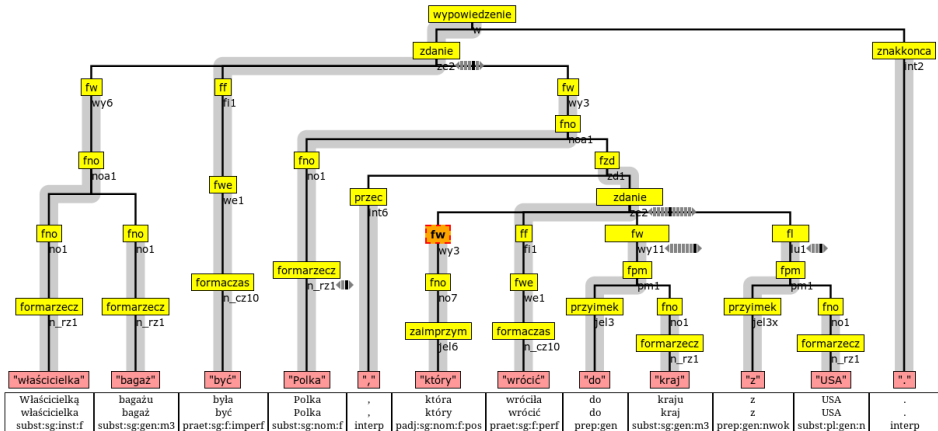 wypowiedzenie
w
zdanie znakkonca
ze2 int2
fw ff fw
wy6 fi1 wy3
fno
noa1
fno fno fzd
noa1 no1 zd1
fwe przec zdanie
we1 int6 ze2
fno fno fw ff fw fl
no1 no1 wy3 fi1 wy11 lu1
formarzecz fpm fpm
n_rz1 pm1 pm1
formaczas fno fwe
n_cz10 no7 we1
formarzecz formarzecz przyimek fno przyimek fno
n_rz1 n_rz1 jel3 no1 jel3x no1
zaimprzym formaczas
jel6 n_cz10
formarzecz formarzecz
n_rz1 n_rz1
"właścicielka" "bagaż" "być" "Polka" "," "który" "wrócić" "do" "kraj" "z" "USA" "."
Właścicielką bagażu była Polka , która wróciła do kraju z USA .
właścicielka bagaż być Polka , który wrócić do kraj z USA .
subst:sg:inst:f subst:sg:gen:m3 praet:sg:f:imperf subst:sg:nom:f interp padj:sg:nom:f:pos praet:sg:f:perf prep:gen subst:sg:gen:m3 prep:gen:nwok subst:pl:gen:n interp